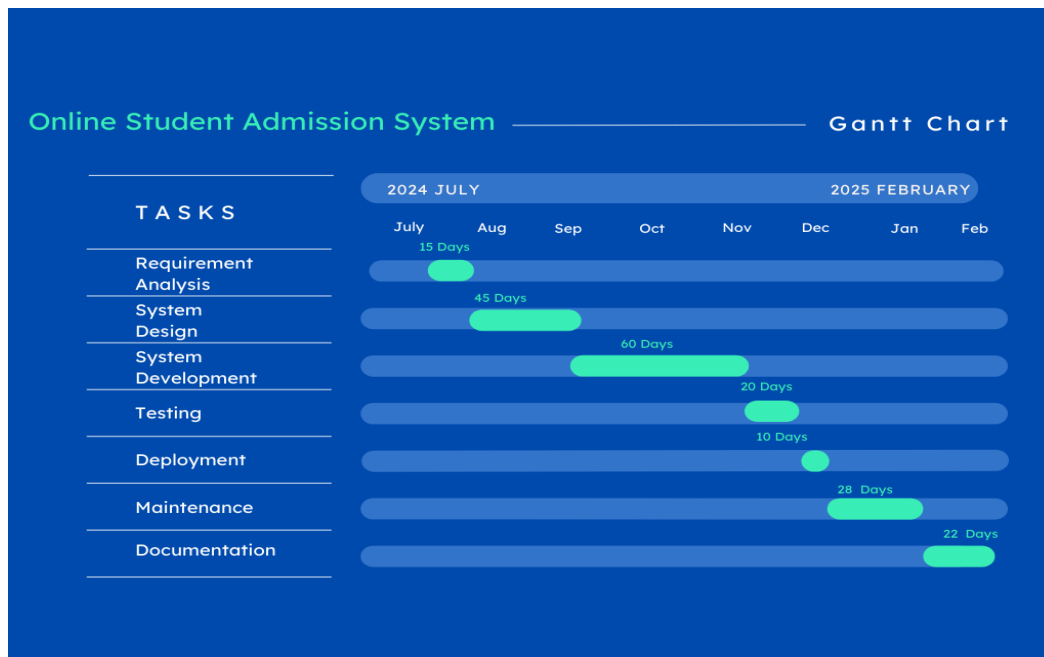 Online Student Admission System
Gantt Chart
TASKS
2024 JULY
2025 FEBRUARY
July
Aug
Sep
Oct
Nov
Dec
Jan
Feb
Requirement
Analysis
15 Days
System
Design
45 Days
System
Development
60 Days
Testing
20 Days
Deployment
10 Days
Maintenance
28 Days
Documentation
22 Days